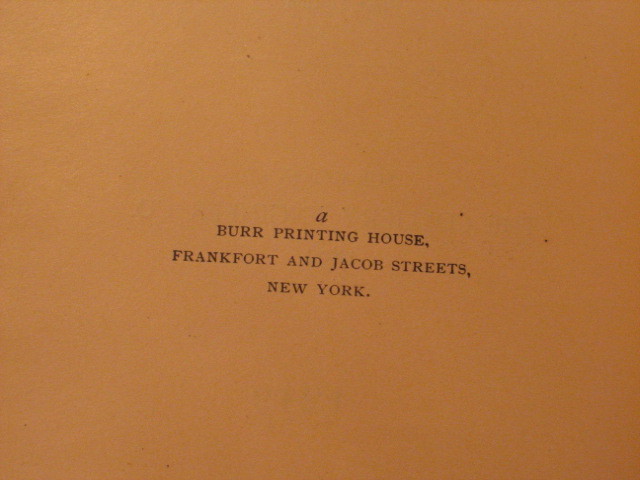 a
BURR PRINTING HOUSE,
FRANKFORT AND JACOB STREETS,
NEW YORK.